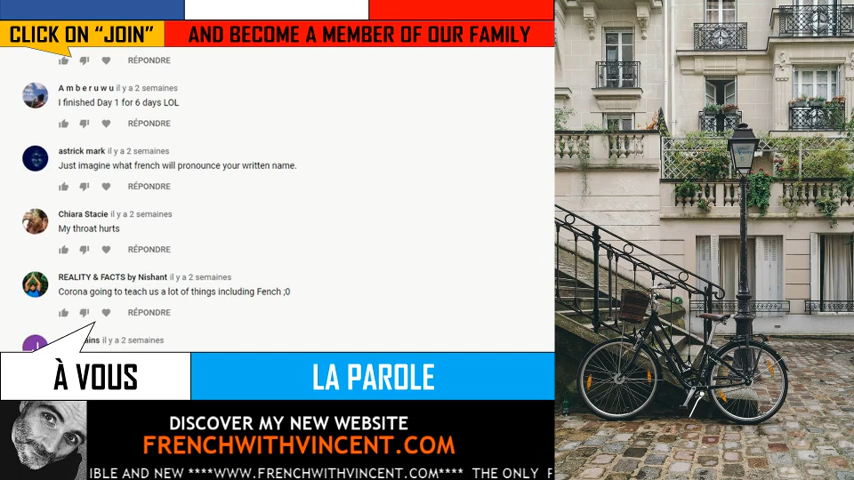 CLICK ON “JOIN”
AND BECOME A MEMBER OF OUR FAMILY
RÉPONDRE
A m b e r u w u il y a 2 semaines
I finished Day 1 for 6 days LOL
RÉPONDRE
astrick mark il y a 2 semaines
Just imagine what french will pronounce your written name.
RÉPONDRE
Chiara Stacie il y a 2 semaines
My throat hurts
RÉPONDRE
REALITY & FACTS by Nishant il y a 2 semaines
Corona going to teach us a lot of things including Fench ;0
RÉPONDRE
il y a 2 semaines
À VOUS
LA PAROLE
DISCOVER MY NEW WEBSITE
FRENCHWITHVINCENT.COM
IBLE AND NEW ****WWW.FRENCHWITHVINCENT.COM**** THE ONLY